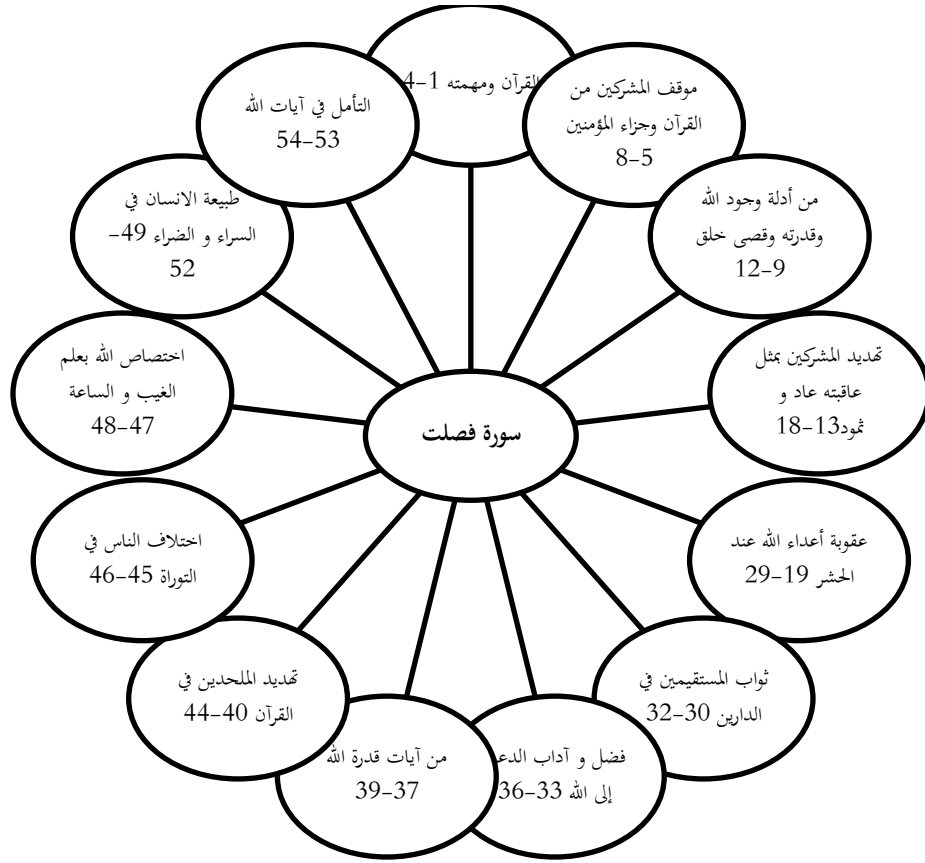 القرآن ومهمته 1–4
موقف المشركين من
القرآن وجزاء المؤمنين
5–8
من أدلة وجود الله
وقدرته وقصى خلق
9–12
تهديد المشركين بمثل
عاقبته عاد و
ثمود13–18
عقوبة أعداء الله عند
الحشر 19–29
ثواب المستقيمين في
الدارين 30–32
فضل و آداب
إلى الله 33–36
من آيات قدرة الله
37–39
تهديد الملحدين في
القرآن 40–44
اختلاف الناس في
التوراة 45–46
اختصاص الله بعلم
الغيب و الساعة
47–48
طبيعة الانسان في
السراء و الضراء 49–
52
التأمل في آيات الله
53–54
سورة فصلت